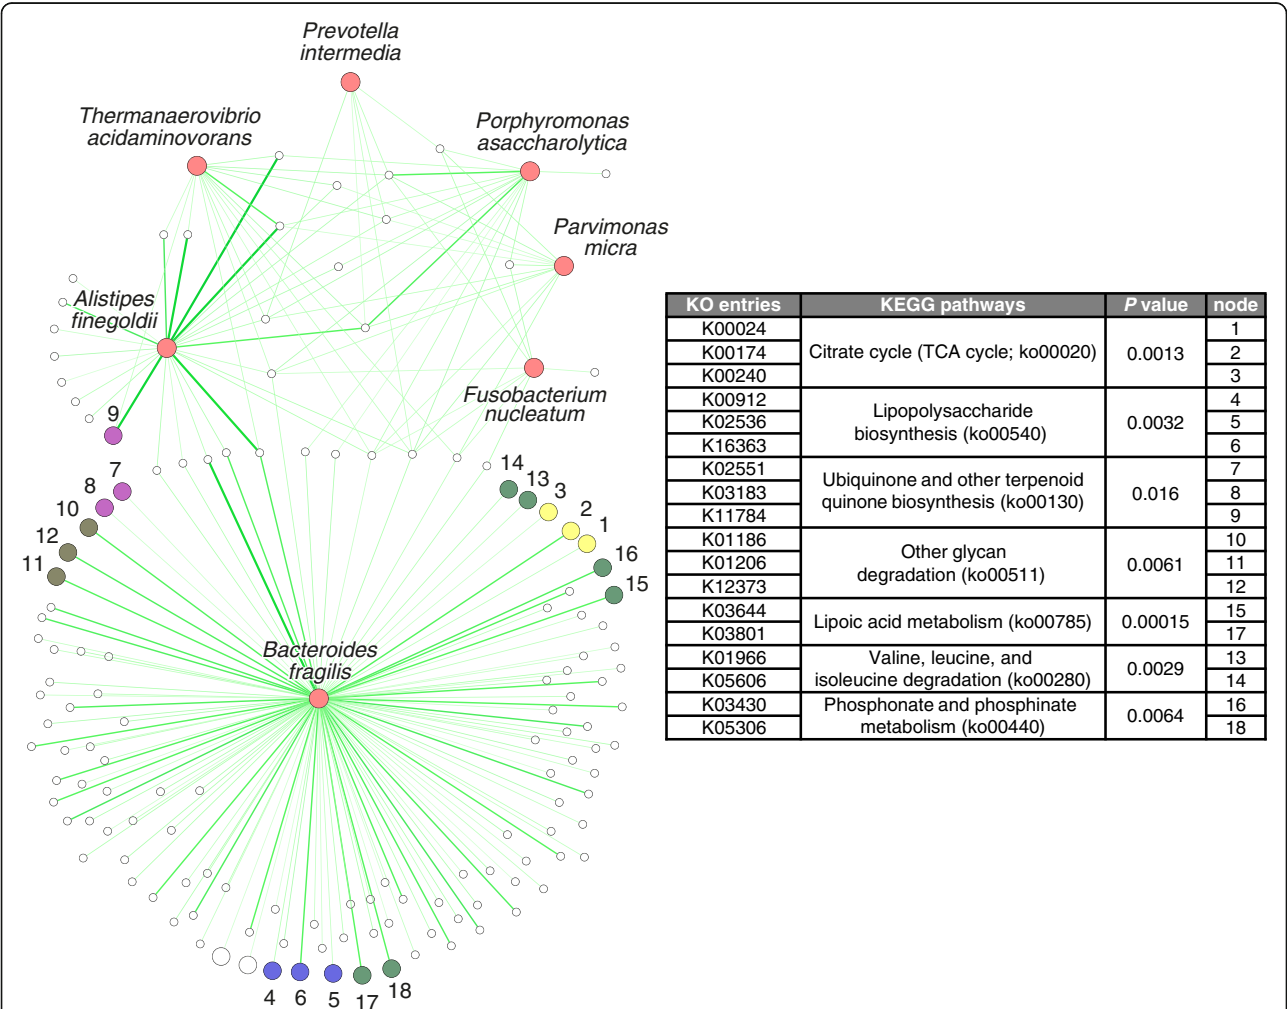 Prevotella
intermedia
Thermanaerovibrio
acidaminovorans
Porphyromonas
asaccharolytica
Parvimonas
micra
Alistipes
finegoldii
Fusobacterium
nucleatum
9
7
8
10
12
11
14
13
3
2
1
16
15
Bacteroides
fragilis
4
6
5
17
18
KO entries KEGG pathways P value node
K00024 1
K00174 Citrate cycle (TCA cycle; ko00020) 0.0013 2
K00240 3
K00912 4
K02536 Lipopolysaccharide
biosynthesis (ko00540) 0.0032 5
K16363 6
K02551 7
K03183 Ubiquinone and other terpenoid
quinone biosynthesis (ko00130) 0.016 8
K11784 9
K01186 10
K01206 Other glycan
degradation (ko00511) 0.0061 11
K12373 12
K03644 15
Lipoic acid metabolism (ko00785) 0.00015
K03801 17
K01966 Valine, leucine, and 13
0.0029
K05606 isoleucine degradation (ko00280) 14
K03430 Phosphonate and phosphinate 16
0.0064
K05306 metabolism (ko00440) 18